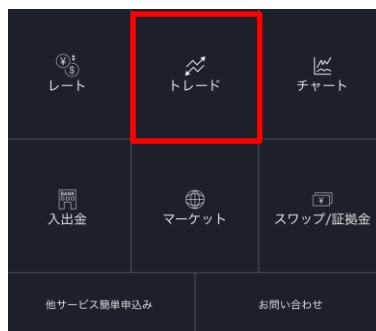 レート
トレード
チャート
BANK
入出金
マーケット
スワップ/証拠金
他サービス簡単申込み
お問い合わせ